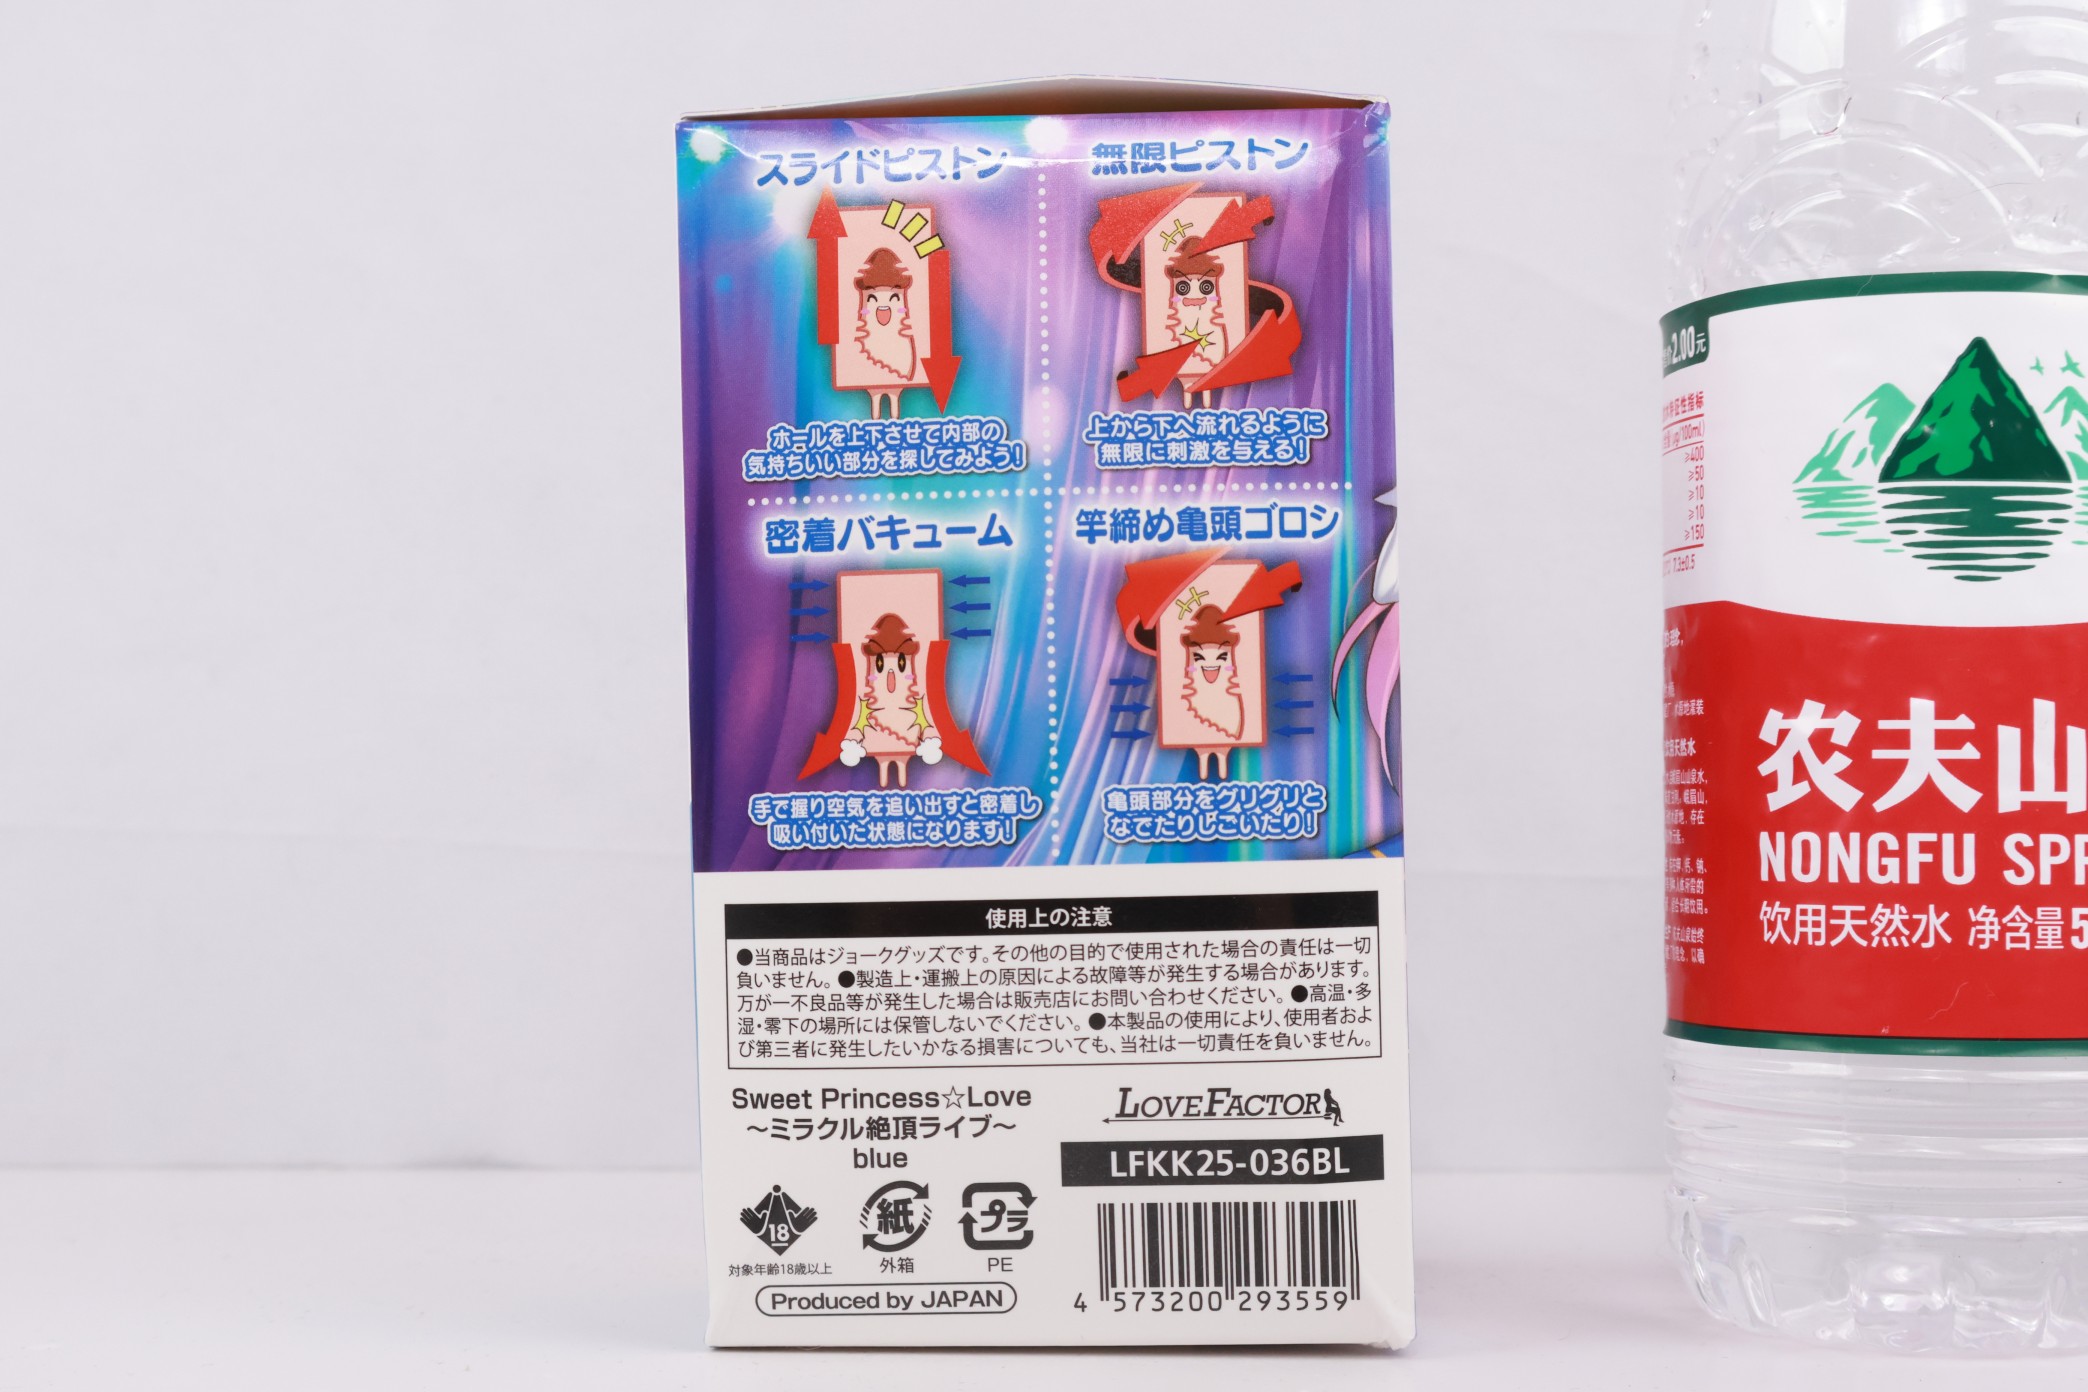 スライドピストン
ホールを上下させて内部の
気持ちいい部分を探してみよう!
無限ピストン
上から下へ流れるように
無限に刺激を与える!
密着バキューム
手で握り空気を追い出すと密着し
吸い付いた状態になります!
竿締め亀頭ゴロシ
亀頭部分をグリグリと
なでたりしごいたり!
使用上の注意
●当商品はジョークグッズです。その他の目的で使用された場合の責任は一切
負いません。●製造上・運搬上の原因による故障等が発生する場合があります。
万が一不良品等が発生した場合は販売店にお問い合わせください。●高温・多
湿・零下の場所には保管しないでください。●本製品の使用により、使用者およ
び第三者に発生したいかなる損害についても、当社は一切責任を負いません。
Sweet Princess☆Love
～ミラクル絶頂ライブ～
blue
LOVEFACTOR
LFKK25-036BL
18
対象年齢18歳以上
紙
外箱
プラ
PE
Produced by JAPAN
4 573200 293559
2.00元
≥400
≥50
≥10
≥10
≥150
7.3±0.5
农夫山
NONGFU SPR
饮用天然水 净含量5